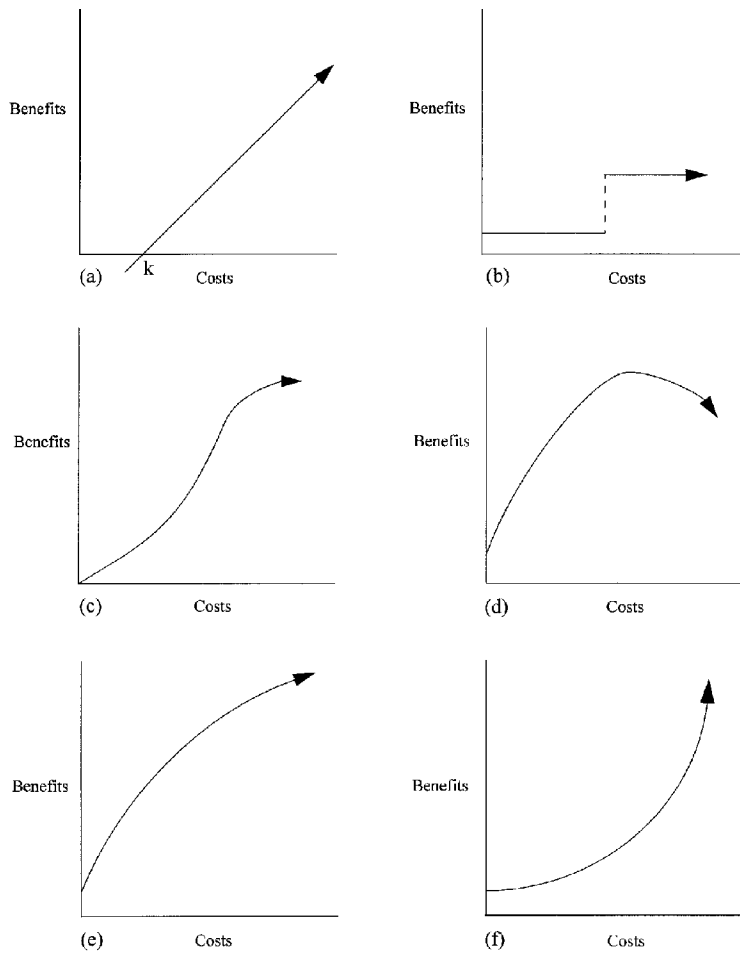 Benefits
Benefits
(a) k Costs
(b) Costs
Benefits
Benefits
(c) Costs
(d) Costs
Benefits
Benefits
(e) Costs
(f) Costs